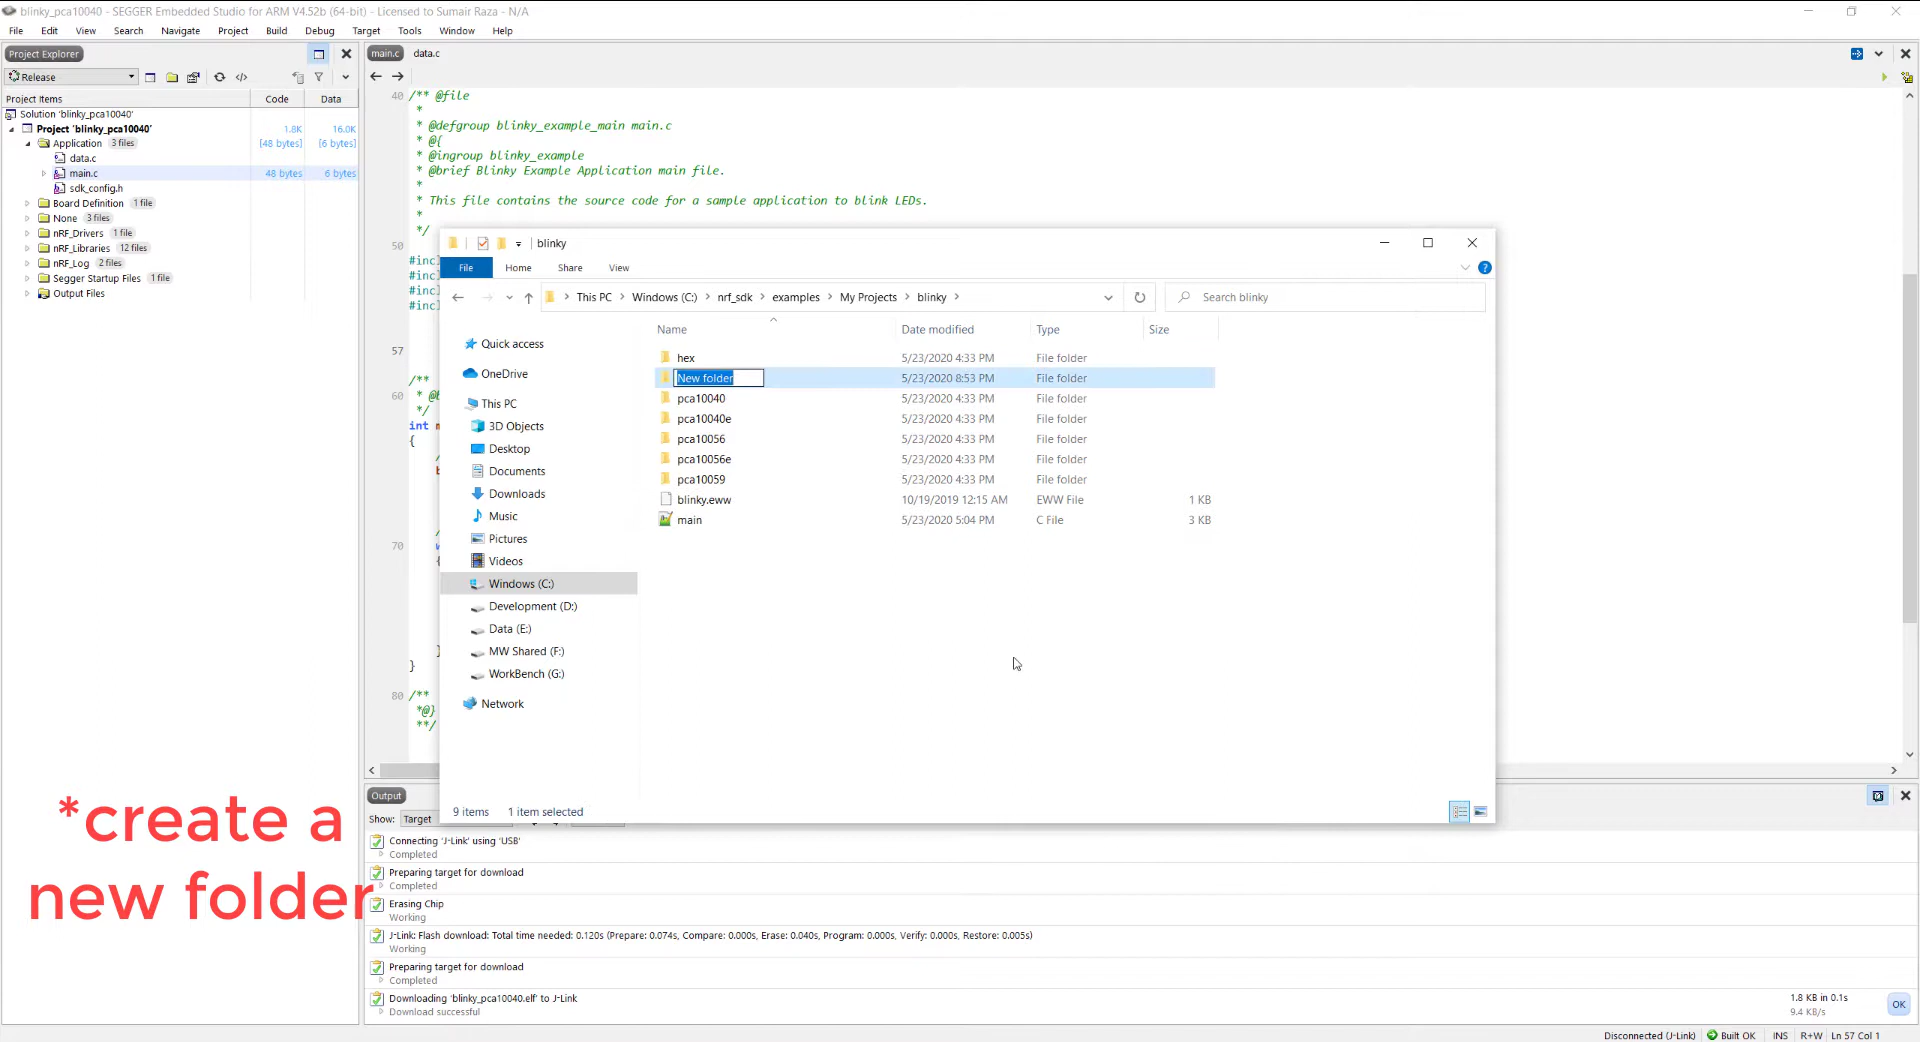 blinky_pca10040 - SEGGER Embedded Studio for ARM V4.52b (64-bit) - Licensed to Sumair Raza - N/A
File Edit View Search Navigate Project Build Debug Target Tools Window Help
Project Explorer
main.c data.c
Release
Project Items Code Data
Solution 'blinky_pca10040'
Project 'blinky_pca10040' 1.8K 16.0K
Application 3 files [48 bytes] [6 bytes]
data.c
main.c 48 bytes 6 bytes
sdk_config.h
Board Definition 1 file
None 3 files
nRF_Drivers 1 file
nRF_Libraries 12 files
nRF_Log 2 files
Segger Startup Files 1 file
Output Files
40 /** @file
*
* @defgroup blinky_example_main main.c
* @{
* @ingroup blinky_example
* @brief Blinky Example Application main file.
*
* This file contains the source code for a sample application to blink LEDs.
*
*/
50
#incl
#incl
#incl
#incl
57
/**
* @b
60 */
int m
{
/
b
/
70 w
{
}
}
80 /**
*@}
**/
blinky
File Home Share View
This PC Windows (C:) nrf_sdk examples My Projects blinky
Search blinky
Name Date modified Type Size
hex 5/23/2020 4:33 PM File folder
New folder 5/23/2020 8:53 PM File folder
pca10040 5/23/2020 4:33 PM File folder
pca10040e 5/23/2020 4:33 PM File folder
pca10056 5/23/2020 4:33 PM File folder
pca10056e 5/23/2020 4:33 PM File folder
pca10059 5/23/2020 4:33 PM File folder
blinky.eww 10/19/2019 12:15 AM EWW File 1 KB
main 5/23/2020 5:04 PM C File 3 KB
Quick access
OneDrive
This PC
3D Objects
Desktop
Documents
Downloads
Music
Pictures
Videos
Windows (C:)
Development (D:)
Data (E:)
MW Shared (F:)
WorkBench (G:)
Network
9 items 1 item selected
*create a
new folder
Output
Show: Target
Connecting 'J-Link' using 'USB'
Completed
Preparing target for download
Completed
Erasing Chip
Working
J-Link: Flash download: Total time needed: 0.120s (Prepare: 0.074s, Compare: 0.000s, Erase: 0.040s, Program: 0.000s, Verify: 0.000s, Restore: 0.005s)
Working
Preparing target for download
Completed
Downloading 'blinky_pca10040.elf' to J-Link 1.8 KB in 0.1s
Download successful 9.4 KB/s
OK
Disconnected (J-Link) Built OK INS R+W Ln 57 Col 1